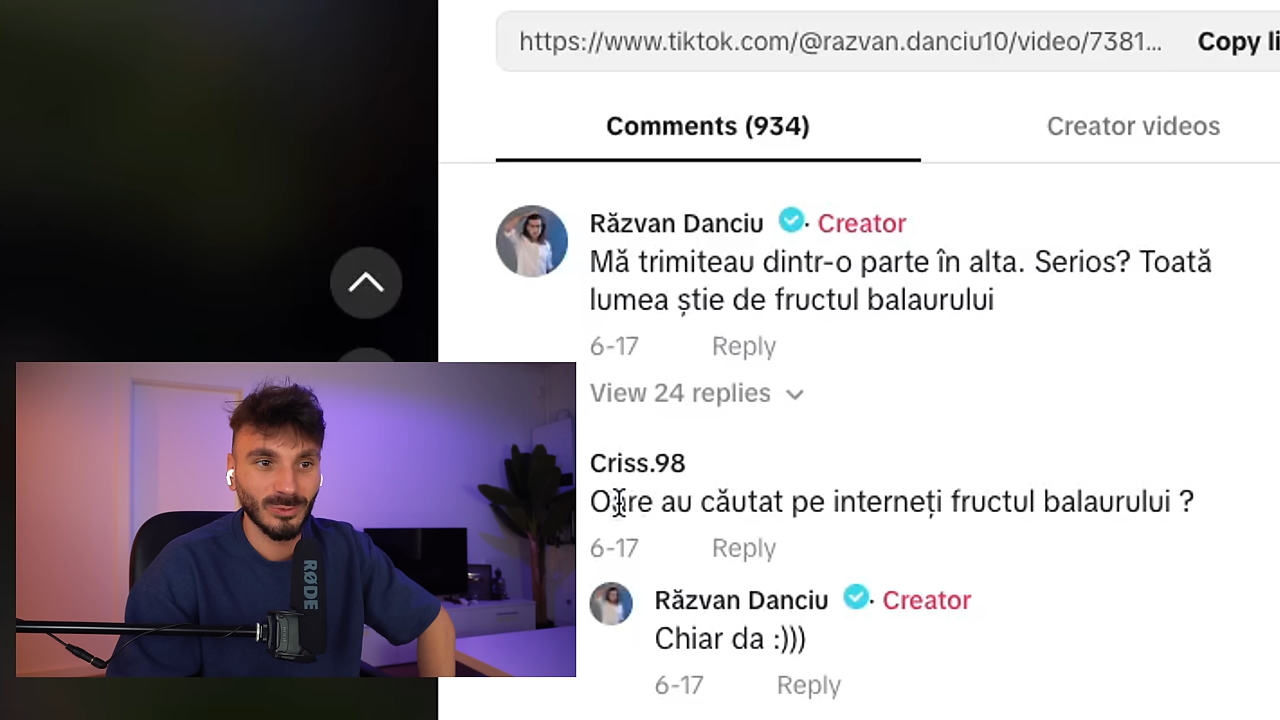 https://www.tiktok.com/@razvan.danciu10/video/7381... Copy li
Comments (934) Creator videos
Răzvan Danciu · Creator
Mă trimiteau dintr-o parte în alta. Serios? Toată
lumea știe de fructul balaurului
6-17 Reply
View 24 replies
Criss.98
Oare au căutat pe interneți fructul balaurului ?
6-17 Reply
Răzvan Danciu · Creator
Chiar da :)))
6-17 Reply
RØDE